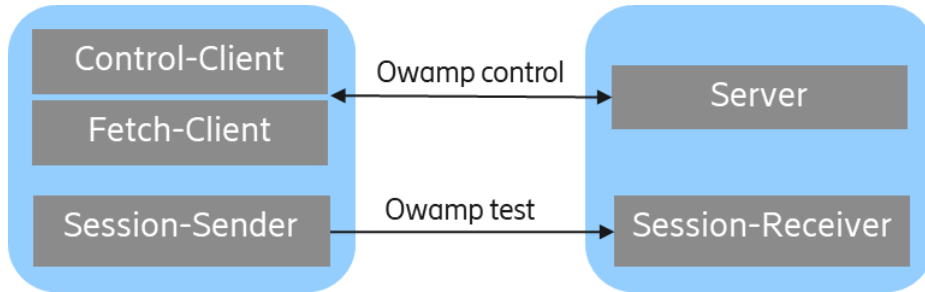 Control-Client
Fetch-Client
Session-Sender
Owamp control
Owamp test
Server
Session-Receiver